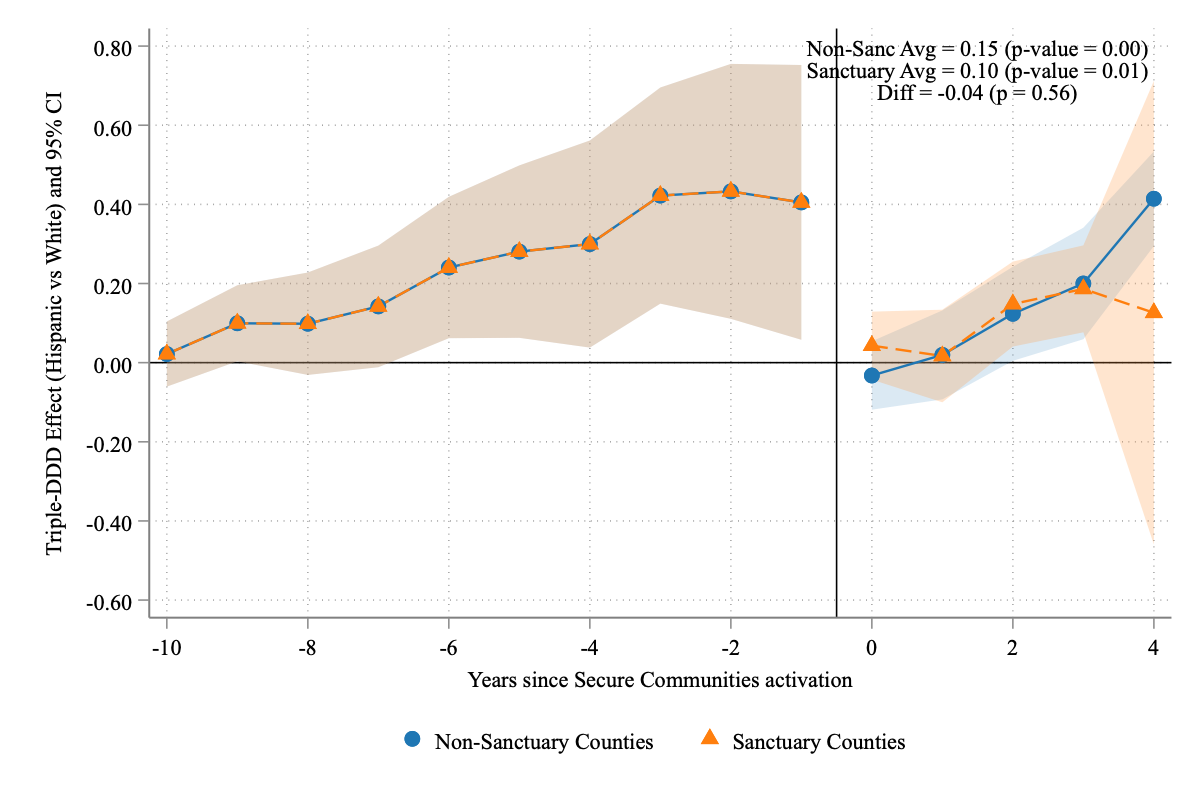 Non-Sanc Avg = 0.15 (p-value = 0.00)
Sanctuary Avg = 0.10 (p-value = 0.01)
Diff = -0.04 (p = 0.56)
Triple-DDD Effect (Hispanic vs White) and 95% CI
0.80
0.60
0.40
0.20
0.00
-0.20
-0.40
-0.60
-10 -8 -6 -4 -2 0 2 4
Years since Secure Communities activation
Non-Sanctuary Counties Sanctuary Counties